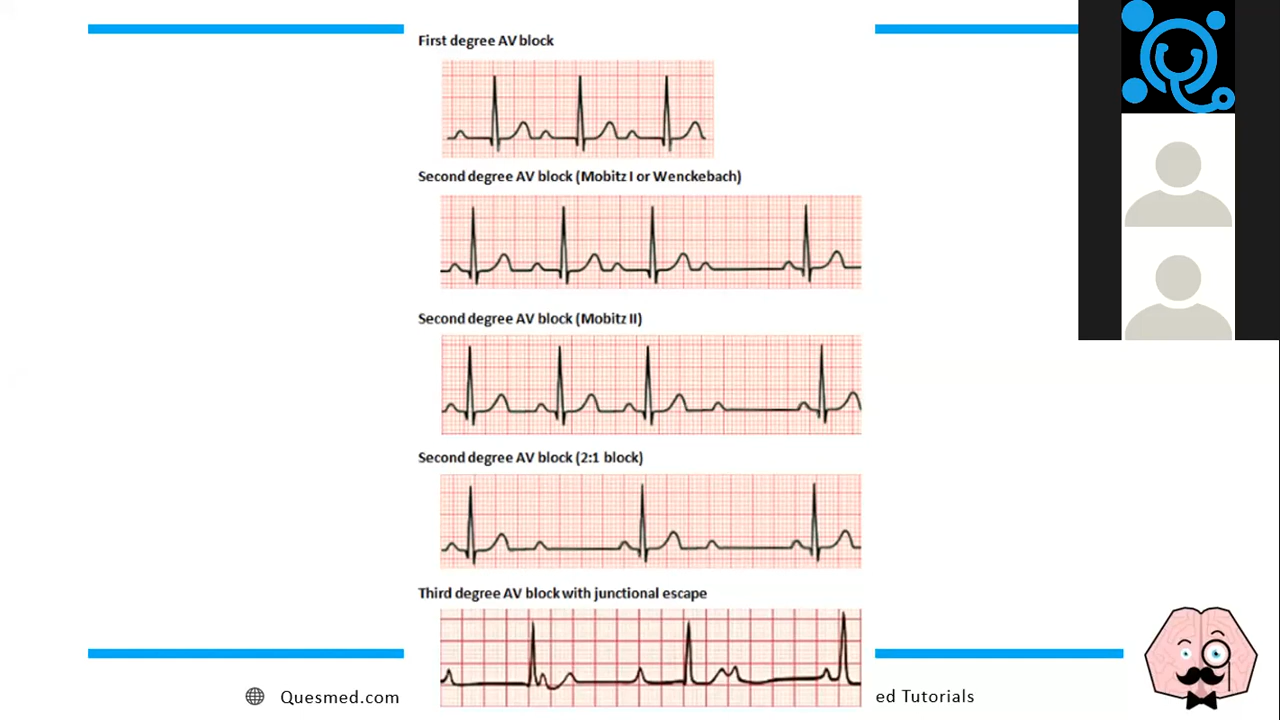 First degree AV block
Second degree AV block (Mobitz I or Wenckebach)
Second degree AV block (Mobitz II)
Second degree AV block (2:1 block)
Third degree AV block with junctional escape
Quesmed.com
ed Tutorials